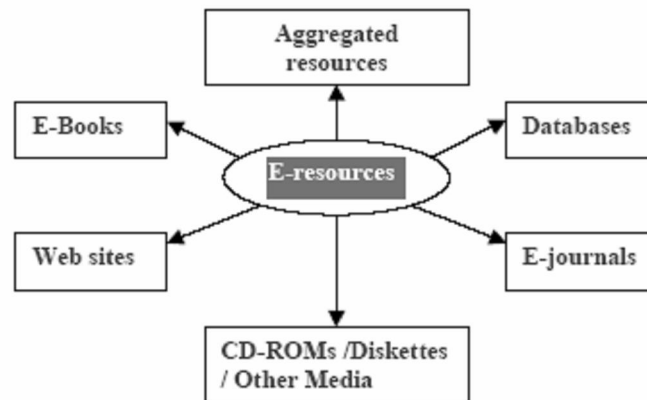 Aggregated
resources
E-Books
Databases
E-resources
Web sites
E-journals
CD-ROMs /Diskettes
/ Other Media